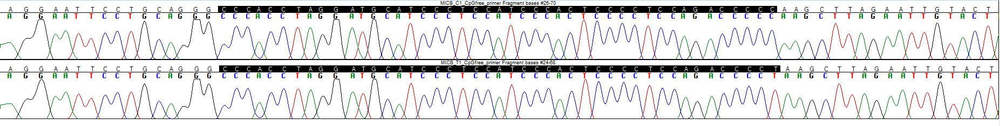 MICB_C1_CpGfree_primer Fragment bases #26-70
A G G A A T T C C T G C A G G G C C C A C C T A G G A T G C A T C C C T C C A T C C C A C T C C C C T C C A G A C C C C C A A G C T T A G A A T T G T A C T
A G G A A T T C C T G C A G G G C C C A C C T A G G A T G C A T C C C T C C A T C C C A C T C C C C T C C A G A C C C C C A A G C T T A G A A T T G T A C T
MICB_T1_CpGfree_primer Fragment bases #24-68
A G G A A T T C C T G C A G G G C C C A C C T A G G A T G C A T C C C T C C A T C C C A C T C C C C T C C A G A C C C C T A A G C T T A G A A T T G T A C T
A G G A A T T C C T G C A G G G C C C A C C T A G G A T G C A T C C C T C C A T C C C A C T C C C C T C C A G A C C C C T A A G C T T A G A A T T G T A C T